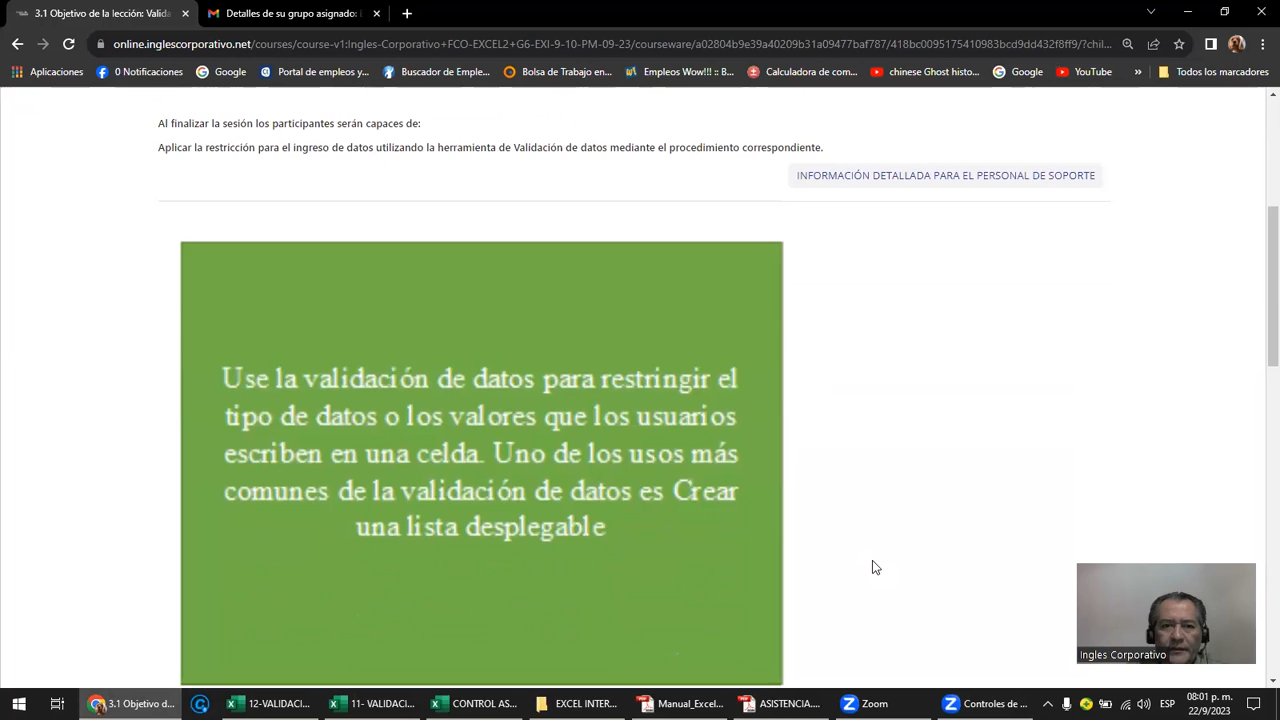 3.1 Objetivo de la lección: Valida
Detalles de su grupo asignado: i
online.inglescorporativo.net/courses/course-v1:Ingles-Corporativo+FCO-EXCEL2+G6-EXI-9-10-PM-09-23/courseware/a02804b9e39a40209b31a09477baf787/418bc0095175410983bcd9dd432f8ff9/?chil...
Aplicaciones
0 Notificaciones
Google
Portal de empleos y...
Buscador de Emple...
Bolsa de Trabajo en...
Empleos Wow!!! :: B...
Calculadora de com...
chinese Ghost histo...
Google
YouTube
»
Todos los marcadores
Al finalizar la sesión los participantes serán capaces de:
Aplicar la restricción para el ingreso de datos utilizando la herramienta de Validación de datos mediante el procedimiento correspondiente.
INFORMACIÓN DETALLADA PARA EL PERSONAL DE SOPORTE
Use la validación de datos para restringir el
tipo de datos o los valores que los usuarios
escriben en una celda. Uno de los usos más
comunes de la validación de datos es Crear
una lista desplegable
Ingles Corporativo
3.1 Objetivo d...
12-VALIDACI...
11- VALIDACI...
CONTROL AS...
EXCEL INTER...
Manual_Excel...
ASISTENCIA....
Zoom
Controles de ...
ESP
08:01 p. m.
22/9/2023